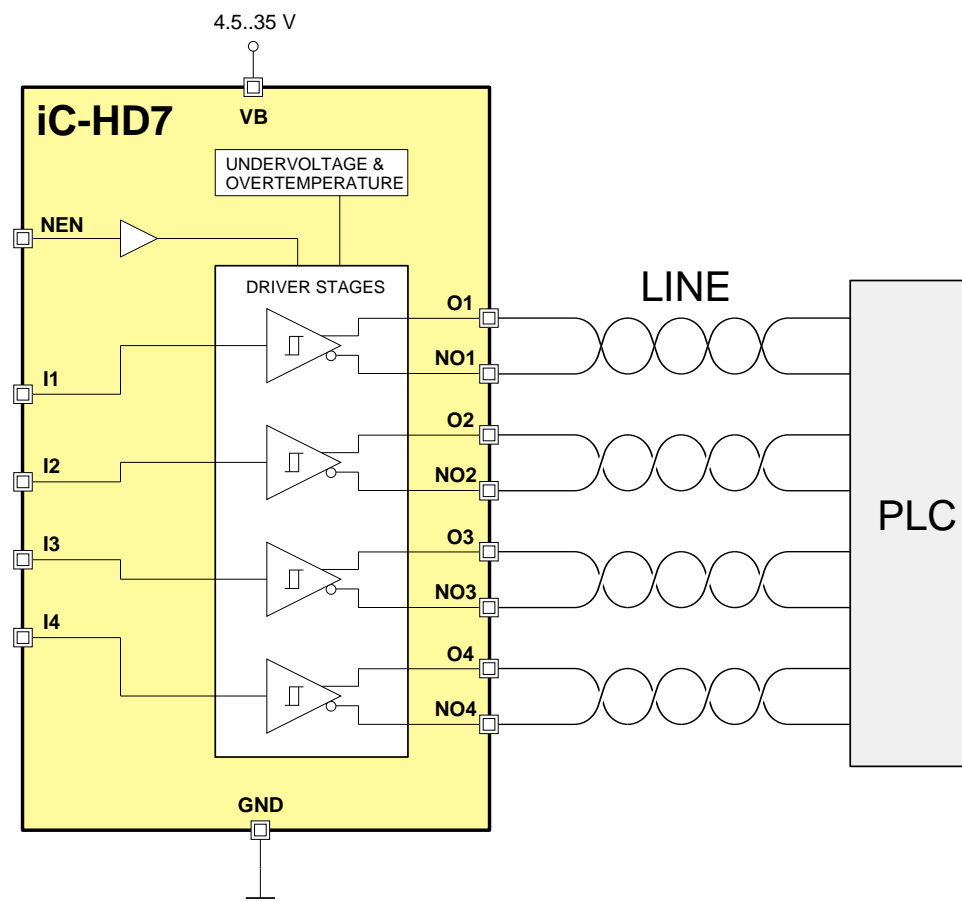 4.5..35 V
iC-HD7
VB
UNDERVOLTAGE &
OVERTEMPERATURE
NEN
DRIVER STAGES
LINE
O1
I1
NO1
O2
I2
NO2
O3
I3
NO3
I4
O4
NO4
PLC
GND